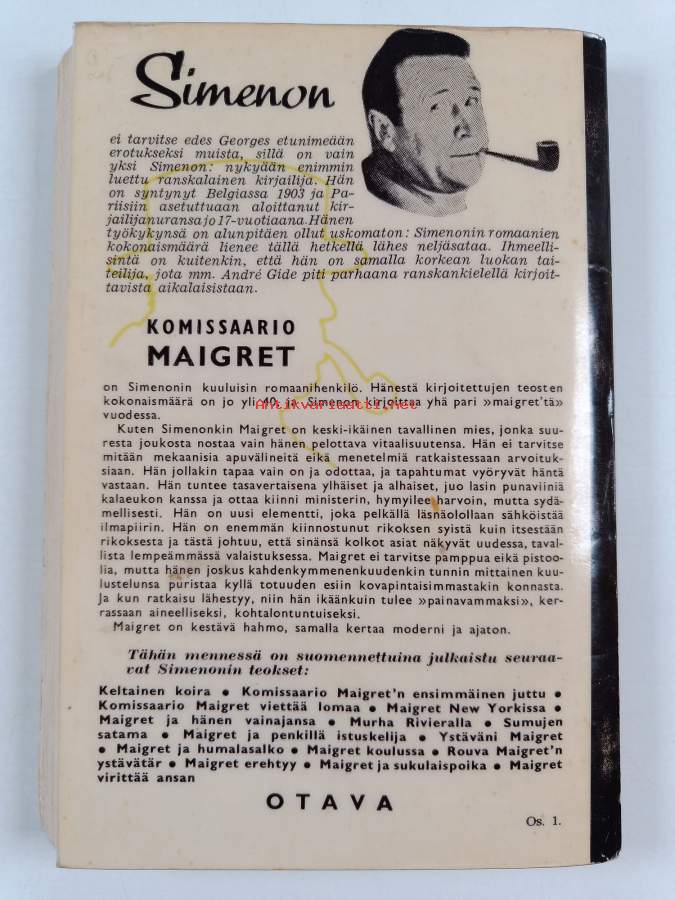 Simenon
ei tarvitse edes Georges etunimeään
erotukseksi muista, sillä on vain
yksi Simenon: nykyään enimmin
luettu ranskalainen kirjailija. Hän
on syntynyt Belgiassa 1903 ja Pa-
riisiin asetuttuaan aloittanut kir-
jailijanuransa jo 17-vuotiaana. Hänen
työkykynsä on alunpitäen ollut uskomaton: Simenonin romaanien
kokonaismäärä lienee tällä hetkellä lähes neljäsataa. Ihmeelli-
sintä on kuitenkin, että hän on samalla korkean luokan tai-
teilija, jota mm. André Gide piti parhaana ranskankielellä kirjoit-
tavista aikalaisistaan.
KOMISSAARIO
MAIGRET
on Simenonin kuuluisin romaanihenkilö. Hänestä kirjoitettujen teosten
kokonaismäärä on jo yli 40, ja Simenon kirjoittaa yhä pari »maigret'tä»
Antikvariaatti.net
vuodessa.
Kuten Simenonkin Maigret on keski-ikäinen tavallinen mies, jonka suu-
resta joukosta nostaa vain hänen pelottava vitaalisuutensa. Hän ei tarvitse
mitään mekaanisia apuvälineitä eikä menetelmiä ratkaistessaan arvoituk-
siaan. Hän jollakin tapaa vain on ja odottaa, ja tapahtumat vyöryvät häntä
vastaan. Hän tuntee tasavertaisena ylhäiset ja alhaiset, juo lasin punaviiniä
kalaeukon kanssa ja ottaa kiinni ministerin, hymyilee harvoin, mutta sydä-
mellisesti. Hän on uusi elementti, joka pelkällä läsnäolollaan sähköistää
ilmapiirin. Hän on enemmän kiinnostunut rikoksen syistä kuin itsestään
rikoksesta ja tästä johtuu, että sinänsä kolkot asiat näkyvät uudessa, taval-
lista lempeämmässä valaistuksessa. Maigret ei tarvitse pamppua eikä pistoo-
lia, mutta hänen joskus kahdenkymmenenkuudenkin tunnin mittainen kuu-
lustelunsa puristaa kyllä totuuden esiin kovapintaisimmastakin konnasta.
Ja kun ratkaisu lähestyy, niin hän ikäänkuin tulee »painavammaksi», ker-
rassaan aineelliseksi, kohtalontuntuiseksi.
Maigret on kestävä hahmo, samalla kertaa moderni ja ajaton.
Tähän mennessä on suomennettuina julkaistu seuraa-
vat Simenonin teokset:
Keltainen koira • Komissaario Maigret'n ensimmäinen juttu •
Komissaario Maigret viettää lomaa • Maigret New Yorkissa •
Maigret ja hänen vainajansa • Murha Rivieralla • Sumujen
satama • Maigret ja penkillä istuskelija • Ystäväni Maigret
• Maigret ja humalasalko • Maigret koulussa • Rouva Maigret'n
ystävätär • Maigret erehtyy • Maigret ja sukulaispoika • Maigret
virittää ansan
OTAVA
Os. 1.